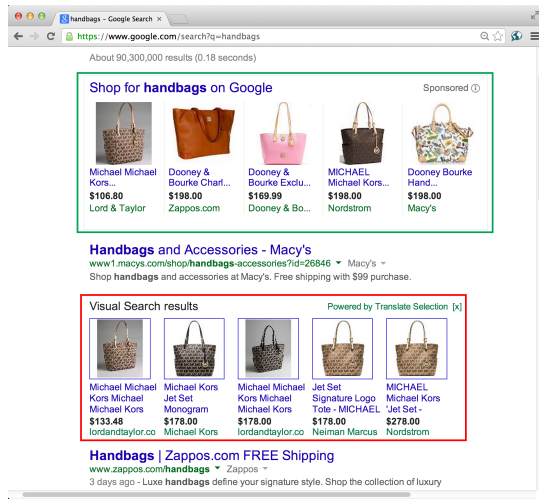 handbags - Google Search
https://www.google.com/search?q=handbags
About 90,300,000 results (0.18 seconds)
Shop for handbags on Google Sponsored
Michael Michael Kors...
$106.80
Lord & Taylor
Dooney & Bourke Charl...
$198.00
Zappos.com
Dooney & Bourke Exclu...
$169.99
Dooney & Bo...
MICHAEL Michael Kors...
$198.00
Nordstrom
Dooney Bourke Hand...
$198.00
Macy's
Handbags and Accessories - Macy's
www1.macys.com/shop/handbags-accessories?id=26846 Macy's
Shop handbags and accessories at Macy's. Free shipping with $99 purchase.
Visual Search results Powered by Translate Selection [x]
Michael Michael Kors Michael Michael Kors
$133.48
lordandtaylor.co
Michael Kors Jet Set Monogram
$178.00
Michael Kors
Michael Michael Kors Michael Michael Kors
$178.00
lordandtaylor.co
Jet Set Signature Logo Tote - MICHAEL
$178.00
Neiman Marcus
MICHAEL Michael Kors 'Jet Set -
$278.00
Nordstrom
Handbags | Zappos.com FREE Shipping
www.zappos.com/handbags Zappos
3 days ago - Luxe handbags define your signature style. Shop the collection of luxury